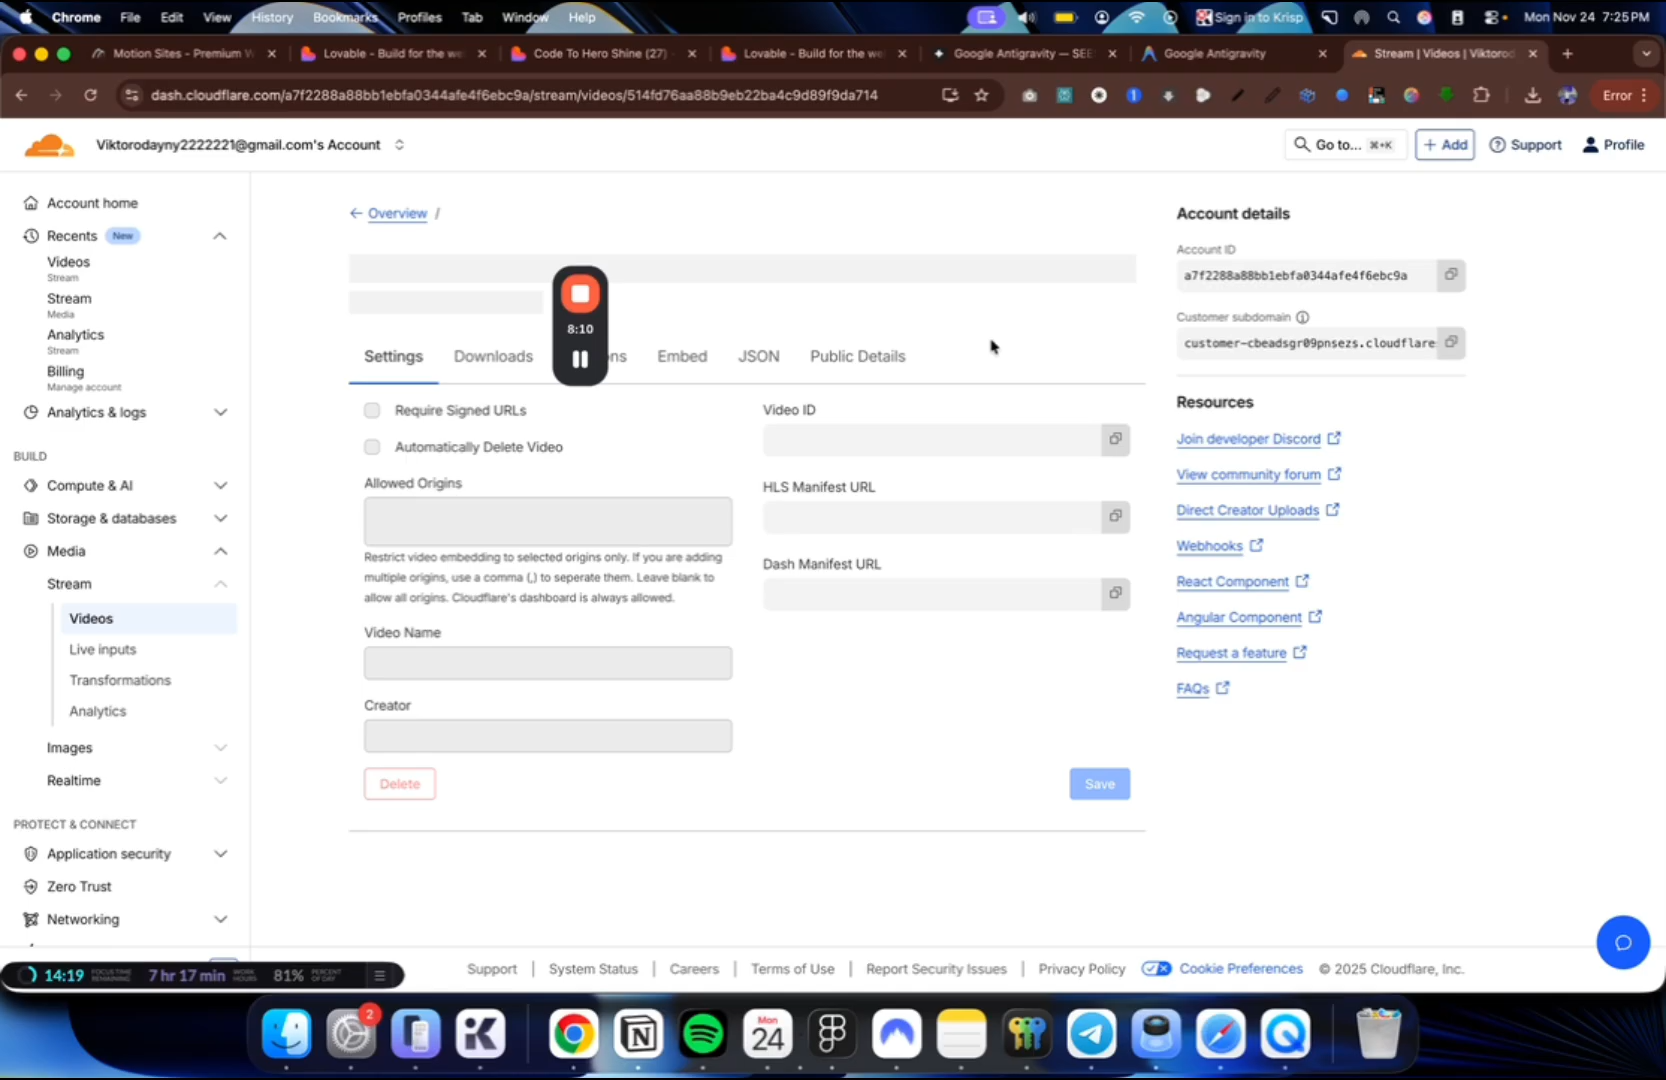 Chrome File Edit View History Bookmarks Profiles Tab Window Help Sign in to Krisp Mon Nov 24 7:25 PM
Motion Sites - Premium W Lovable - Build for the we Code To Hero Shine (27) Lovable - Build for the we Google Antigravity — SEE Google Antigravity Stream | Videos | Viktorod
dash.cloudflare.com/a7f2288a88bb1ebfa0344afe4f6ebc9a/stream/videos/514fd76aa88b9eb22ba4c9d89f9da714 Error
Viktorodayny2222221@gmail.com's Account Go to... ⌘+K + Add Support Profile
Account home
Recents New
Videos
Stream
Stream
Media
Analytics
Stream
Billing
Manage account
Analytics & logs
BUILD
Compute & AI
Storage & databases
Media
Stream
Videos
Live inputs
Transformations
Analytics
Images
Realtime
PROTECT & CONNECT
Application security
Zero Trust
Networking
← Overview /
8:10
Settings Downloads ns Embed JSON Public Details
Require Signed URLs
Automatically Delete Video
Allowed Origins
Restrict video embedding to selected origins only. If you are adding
multiple origins, use a comma (,) to seperate them. Leave blank to
allow all origins. Cloudflare's dashboard is always allowed.
Video Name
Creator
Delete
Video ID
HLS Manifest URL
Dash Manifest URL
Save
Account details
Account ID
a7f2288a88bb1ebfa0344afe4f6ebc9a
Customer subdomain
customer-cbeadsgr09pnsezs.cloudflare
Resources
Join developer Discord
View community forum
Direct Creator Uploads
Webhooks
React Component
Angular Component
Request a feature
FAQs
14:19 FOCUS TIME REMAINING 7 hr 17 min WORK HOURS 81% PERCENT OF DAY
Support | System Status | Careers | Terms of Use | Report Security Issues | Privacy Policy | Cookie Preferences © 2025 Cloudflare, Inc.
2
Mon
24